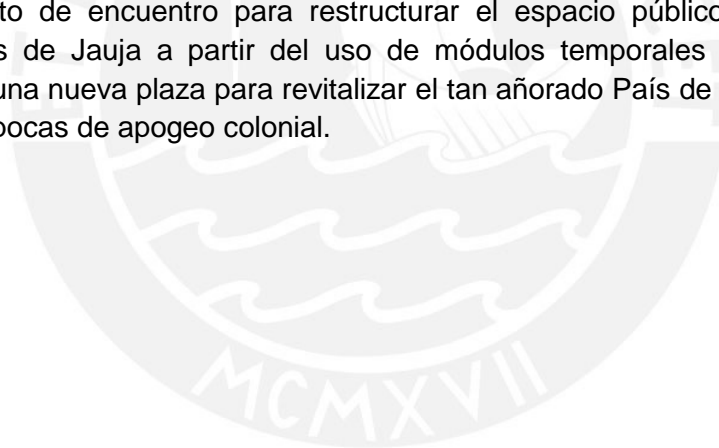 to de encuentro para restructurar el espacio público
s de Jauja a partir del uso de módulos temporales
una nueva plaza para revitalizar el tan añorado País de
pocas de apogeo colonial.
MCMXVII